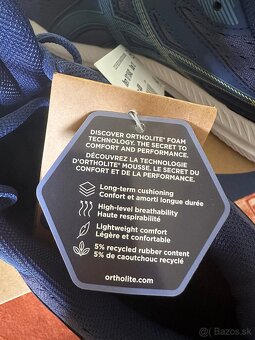 DISCOVER ORTHOLITE® FOAM
TECHNOLOGY. THE SECRET TO
COMFORT AND PERFORMANCE.
DÉCOUVREZ LA TECHNOLOGIE
D'ORTHOLITE® MOUSSE. LE SECRET DU
CONFORT ET DE LA PERFORMANCE.
Long-term cushioning
Confort et amorti longue durée
High-level breathability
Haute respirabilité
Lightweight comfort
Légère et confortable
5% recycled rubber content
5% de caoutchouc recyclé
ortholite.com
Bazos.sk